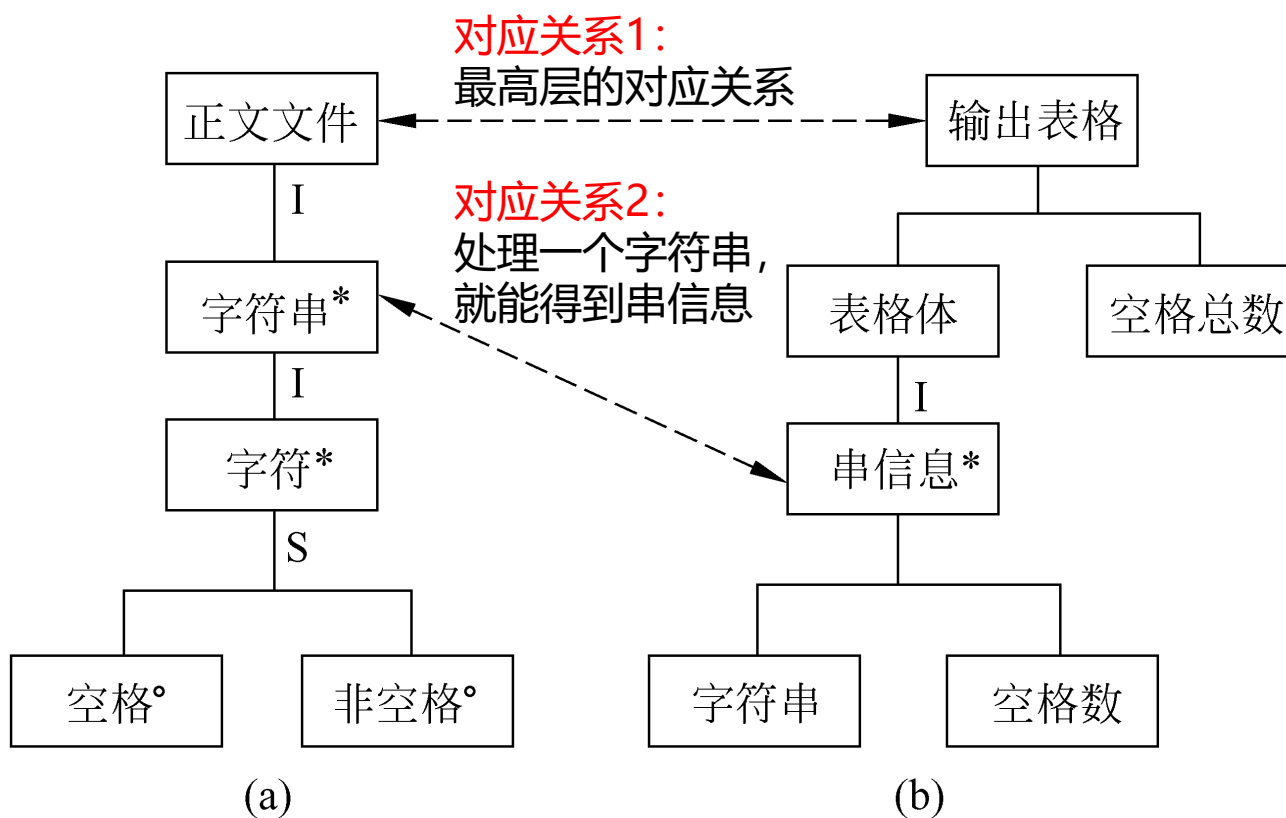 对应关系1：
最高层的对应关系
正文文件
输出表格
I
对应关系2：
处理一个字符串，
就能得到串信息
字符串*
表格体
空格总数
I
I
字符*
串信息*
S
空格°
非空格°
字符串
空格数
(a)
(b)